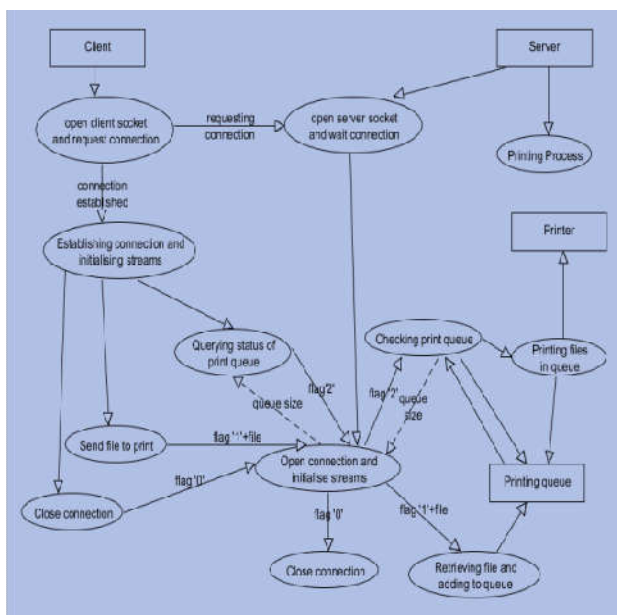 Client
Server
open client socket
and request connection
requesting
connection
open server socket
and wait connection
Printing Process
connection
established
Establishing connection and
initialising streams
Printer
Querying status of
print queue
Checking print queue
Printing files
in queue
flag'2'
flag '2'
queue
size
queue size
Send file to print
flag '1'+file
Open connection and
initialise streams
Printing queue
flag '0'
Close connection
flag '0'
flag '1'+file
Close connection
Retrieving file and
adding to queue